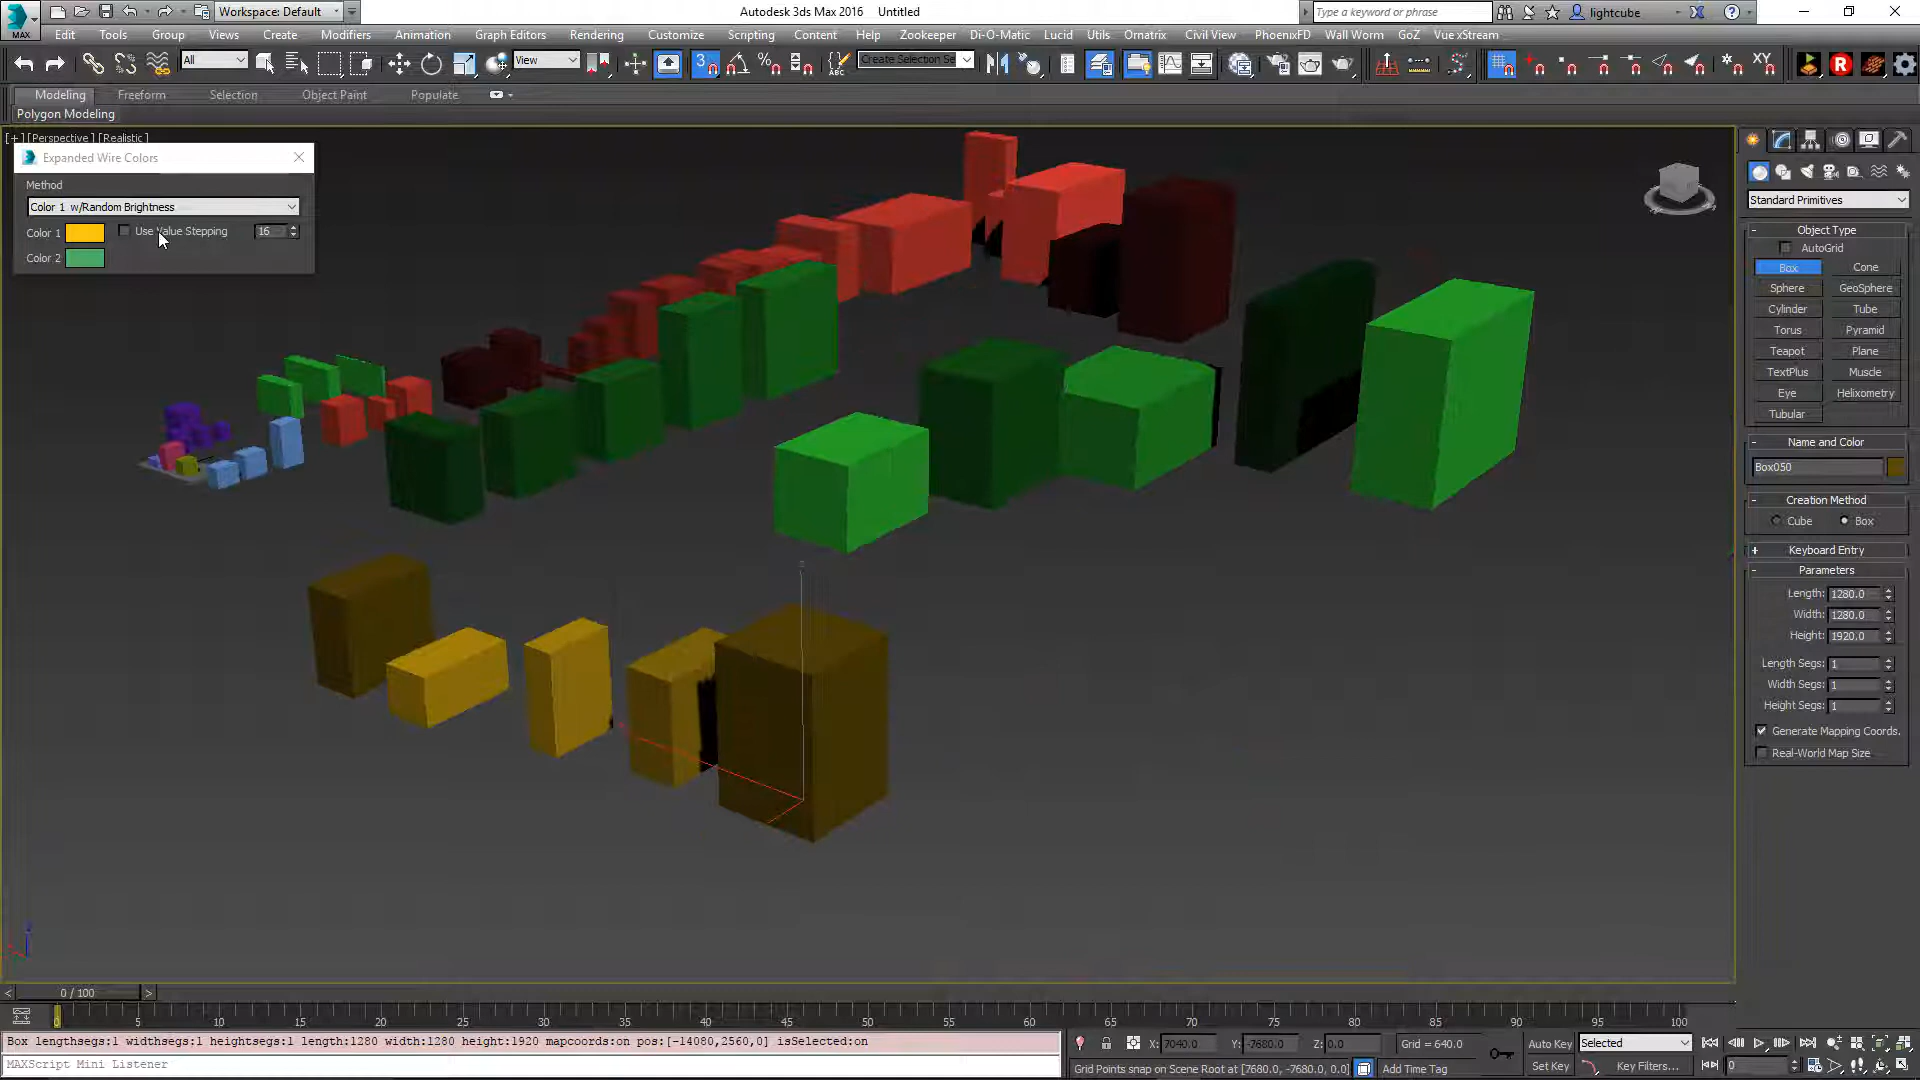 Autodesk 3ds Max 2016 Untitled
MAX
Workspace: Default
Type a keyword or phrase
lightcube
Edit Tools Group Views Create Modifiers Animation Graph Editors Rendering Customize Scripting Content Help Zookeeper Di-O-Matic Lucid Utils Ornatrix Civil View PhoenixFD Wall Worm GoZ Vue xStream
All
View
3
ABC
Create Selection Se
XY
R
Modeling Freeform Selection Object Paint Populate
Polygon Modeling
[+] [Perspective] [Realistic]
Expanded Wire Colors
Method
Color 1 w/Random Brightness
Color 1
Use Value Stepping
16
Color 2
Standard Primitives
Object Type
AutoGrid
Box Cone
Sphere GeoSphere
Cylinder Tube
Torus Pyramid
Teapot Plane
TextPlus Muscle
Eye Helixometry
Tubular
Name and Color
Box050
Creation Method
Cube Box
Keyboard Entry
Parameters
Length: 1280.0
Width: 1280.0
Height: 1920.0
Length Segs: 1
Width Segs: 1
Height Segs: 1
Generate Mapping Coords.
Real-World Map Size
< 0 / 100 >
0 5 10 15 20 25 30 35 40 45 50 55 60 65 70 75 80 85 90 95 100
Box lengthsegs:1 widthsegs:1 heightsegs:1 length:1280 width:1280 height:1920 mapcoords:on pos:[-14080,2560,0] isSelected:on
MAXScript Mini Listener
X: 7040.0 Y: -7680.0 Z: 0.0 Grid = 640.0
Grid Points snap on Scene Root at [7680.0, -7680.0, 0.0]
Add Time Tag
Auto Key Selected
Set Key Key Filters...
0